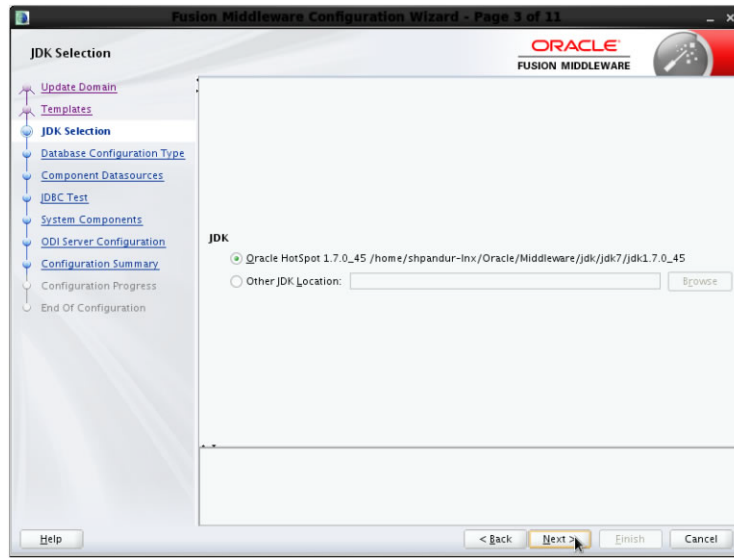 Fusion Middleware Configuration Wizard - Page 3 of 11
JDK Selection
ORACLE
FUSION MIDDLEWARE
Update Domain
Templates
JDK Selection
Database Configuration Type
Component Datasources
JDBC Test
System Components
ODI Server Configuration
Configuration Summary
Configuration Progress
End Of Configuration
JDK
Oracle HotSpot 1.7.0_45 /home/shpandur-lnx/Oracle/Middleware/jdk/jdk7/jdk1.7.0_45
Other JDK Location:
Browse
Help
< Back
Next >
Finish
Cancel